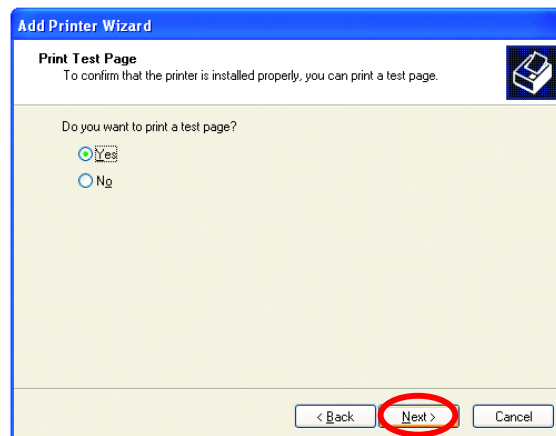 Add Printer Wizard
Print Test Page
To confirm that the printer is installed properly, you can print a test page.
Do you want to print a test page?
Yes
No
< Back Next > Cancel